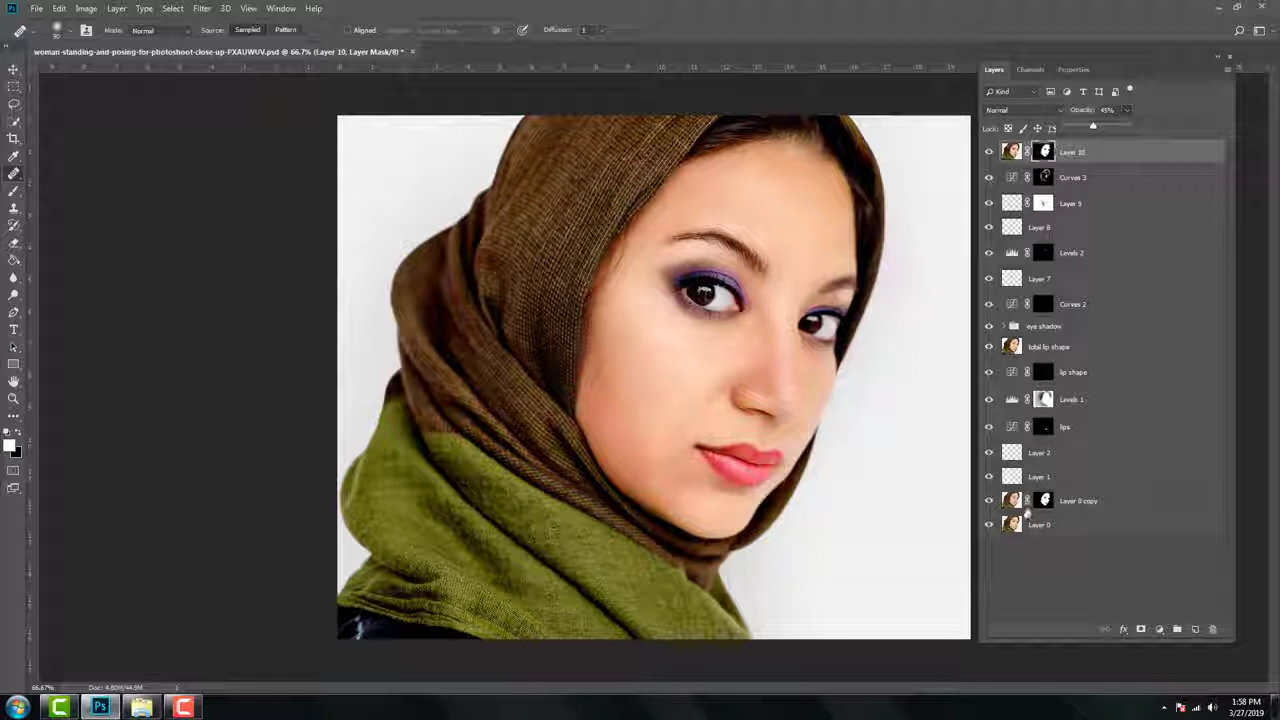 File Edit Image Layer Type Select Filter 3D View Window Help
90 Mode: Normal Source: Sampled Pattern Aligned Diffusion: 1
woman-standing-and-posing-for-photoshoot-close-up-PXAUWUV.psd @ 66.7% (Layer 10, Layer Mask/8) *
Layers Channels Properties
Kind
Normal Opacity: 45%
Lock:
Layer 10
Curves 3
Layer 9
Layer 8
Levels 2
Layer 7
Curves 2
eye shadow
total lip shape
lip shape
Levels 1
lips
Layer 2
Layer 1
Layer 0 copy
Layer 0
fx
66.67% Doc: 4.80M/44.9M
Ps
1:58 PM
3/27/2019